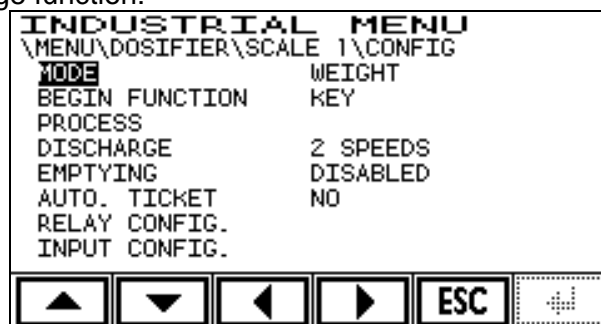 go function.
INDUSTRIAL MENU
\MENU\DOSIFIER\SCALE 1\CONFIG
MODE WEIGHT
BEGIN FUNCTION KEY
PROCESS
DISCHARGE 2 SPEEDS
EMPTYING DISABLED
AUTO. TICKET NO
RELAY CONFIG.
INPUT CONFIG.
ESC